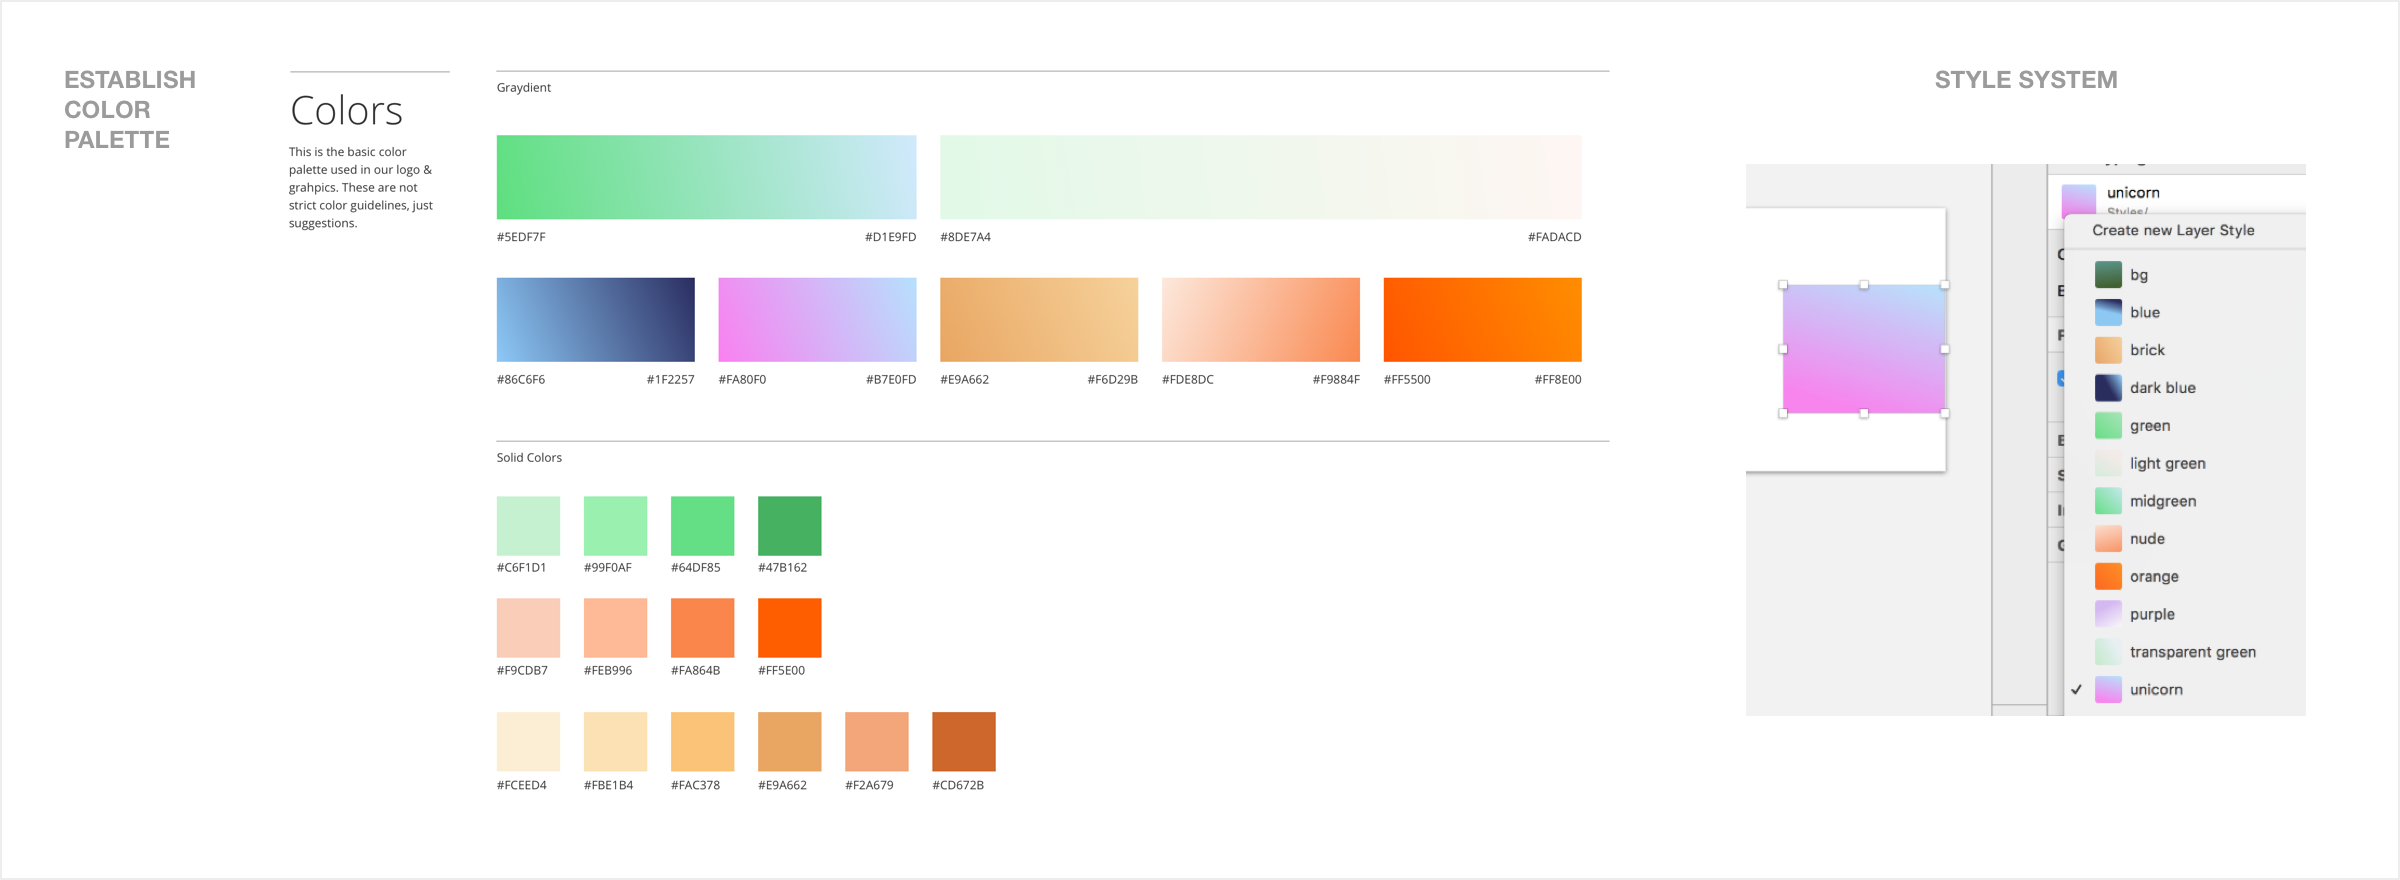 ESTABLISH
COLOR
PALETTE
Colors
This is the basic color
palette used in our logo &
grahpics. These are not
strict color guidelines, just
suggestions.
Graydient
#5EDF7F #D1E9FD #8DE7A4 #FADACD
#86C6F6 #1F2257 #FA80F0 #B7E0FD #E9A662 #F6D29B #FDE8DC #F9884F #FF5500 #FF8E00
Solid Colors
#C6F1D1 #99F0AF #64DF85 #47B162
#F9CDB7 #FEB996 #FA864B #FF5E00
#FCEED4 #FBE1B4 #FAC378 #E9A662 #F2A679 #CD672B
STYLE SYSTEM
unicorn
Styles/
Create new Layer Style
bg
blue
brick
dark blue
green
light green
midgreen
nude
orange
purple
transparent green
unicorn